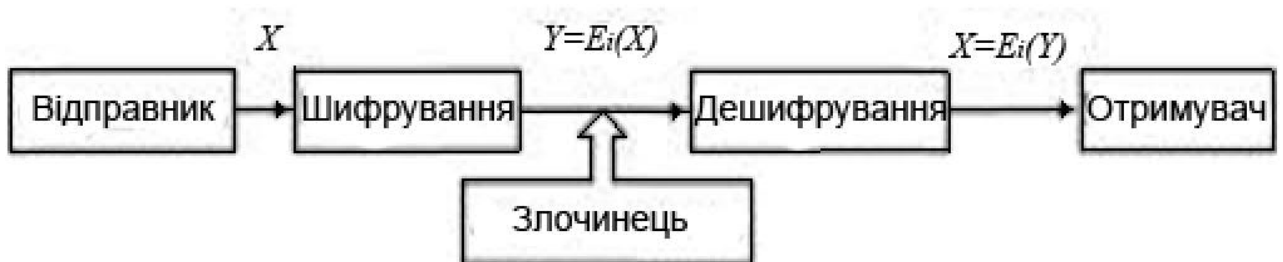 X
Y=Ei(X)
X=Ei(Y)
Відправник
Шифрування
Дешифрування
Отримувач
Злочинець